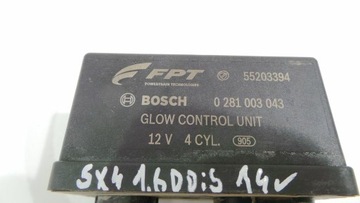 FPT 55203394
POWERTRAIN TECHNOLOGIES
BOSCH 0 281 003 043
GLOW CONTROL UNIT
12 V 4 CYL. 905
SX4 1.6DDiS 14v